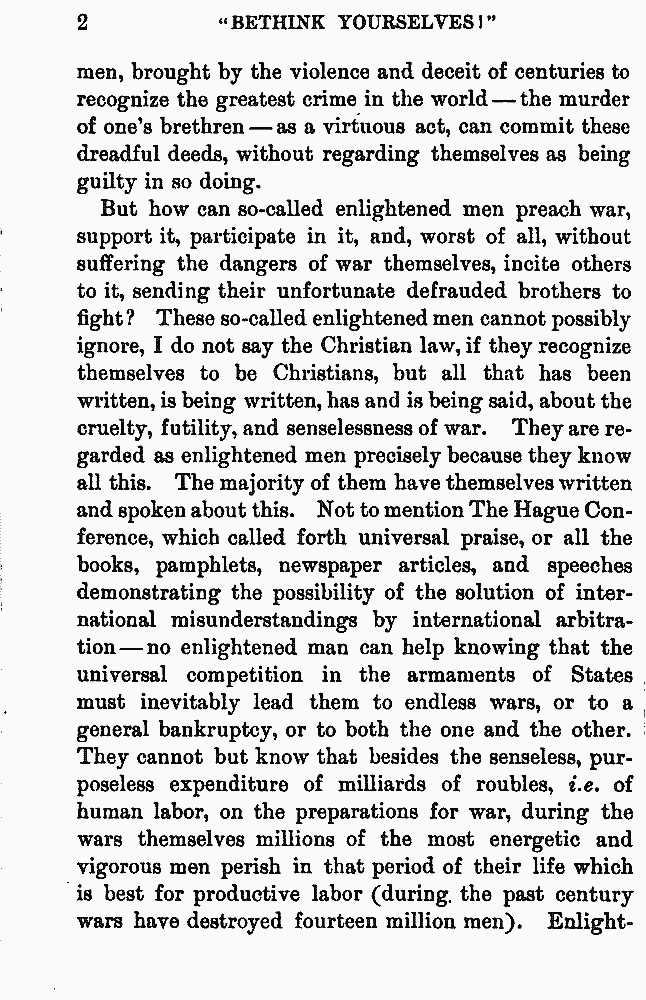 2 "BETHINK YOURSELVES!"
men, brought by the violence and deceit of centuries to
recognize the greatest crime in the world — the murder
of one's brethren — as a virtuous act, can commit these
dreadful deeds, without regarding themselves as being
guilty in so doing.
But how can so-called enlightened men preach war,
support it, participate in it, and, worst of all, without
suffering the dangers of war themselves, incite others
to it, sending their unfortunate defrauded brothers to
fight? These so-called enlightened men cannot possibly
ignore, I do not say the Christian law, if they recognize
themselves to be Christians, but all that has been
written, is being written, has and is being said, about the
cruelty, futility, and senselessness of war. They are re-
garded as enlightened men precisely because they know
all this. The majority of them have themselves written
and spoken about this. Not to mention The Hague Con-
ference, which called forth universal praise, or all the
books, pamphlets, newspaper articles, and speeches
demonstrating the possibility of the solution of inter-
national misunderstandings by international arbitra-
tion — no enlightened man can help knowing that the
universal competition in the armaments of States
must inevitably lead them to endless wars, or to a
general bankruptcy, or to both the one and the other.
They cannot but know that besides the senseless, pur-
poseless expenditure of milliards of roubles, i.e. of
human labor, on the preparations for war, during the
wars themselves millions of the most energetic and
vigorous men perish in that period of their life which
is best for productive labor (during the past century
wars have destroyed fourteen million men). Enlight-